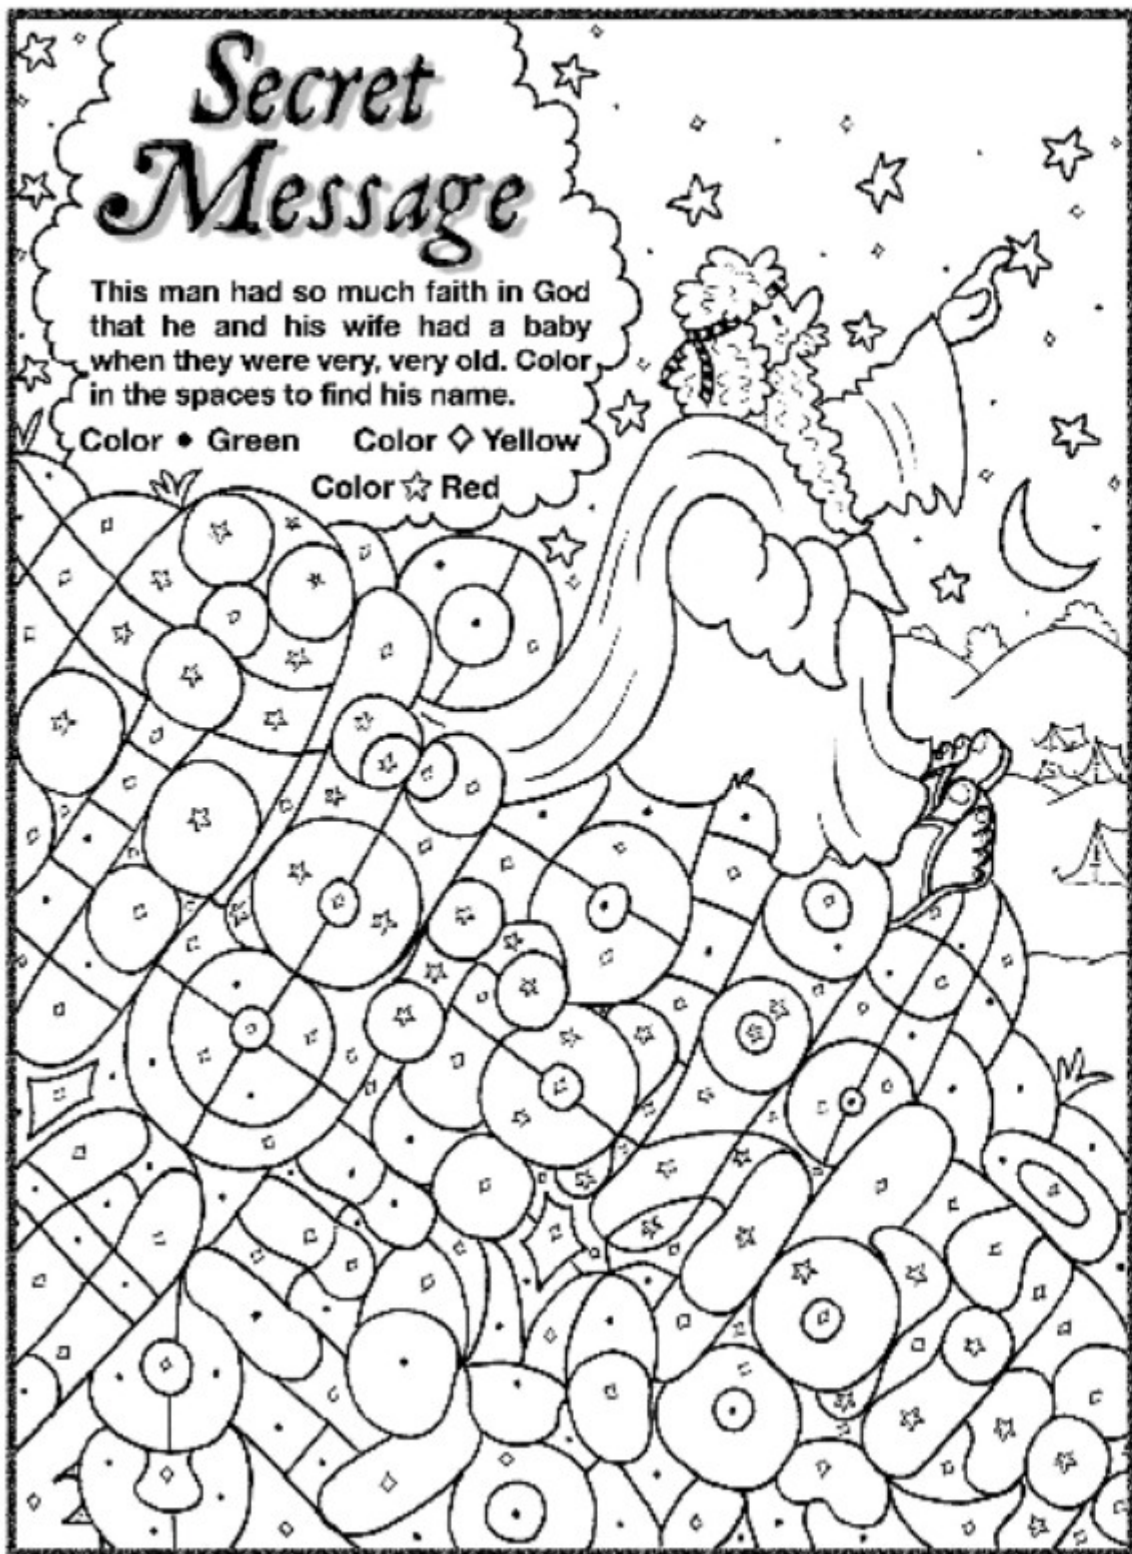 Secret
Message
This man had so much faith in God
that he and his wife had a baby
when they were very, very old. Color
in the spaces to find his name.
Color • Green Color ◇ Yellow
Color ☆ Red